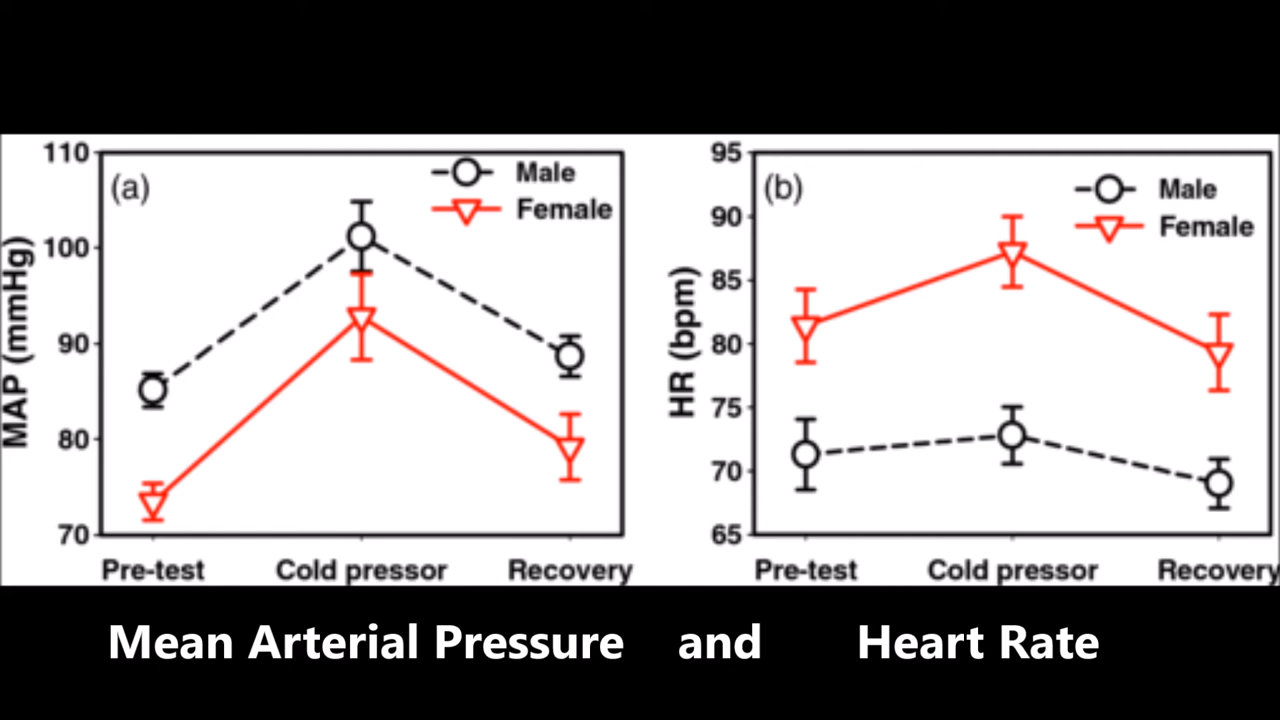 110
100
90
80
70
MAP (mmHg)
(a)
Male
Female
Pre-test Cold pressor Recovery
95
90
85
80
75
70
65
HR (bpm)
(b)
Male
Female
Pre-test Cold pressor Recovery
Mean Arterial Pressure and Heart Rate